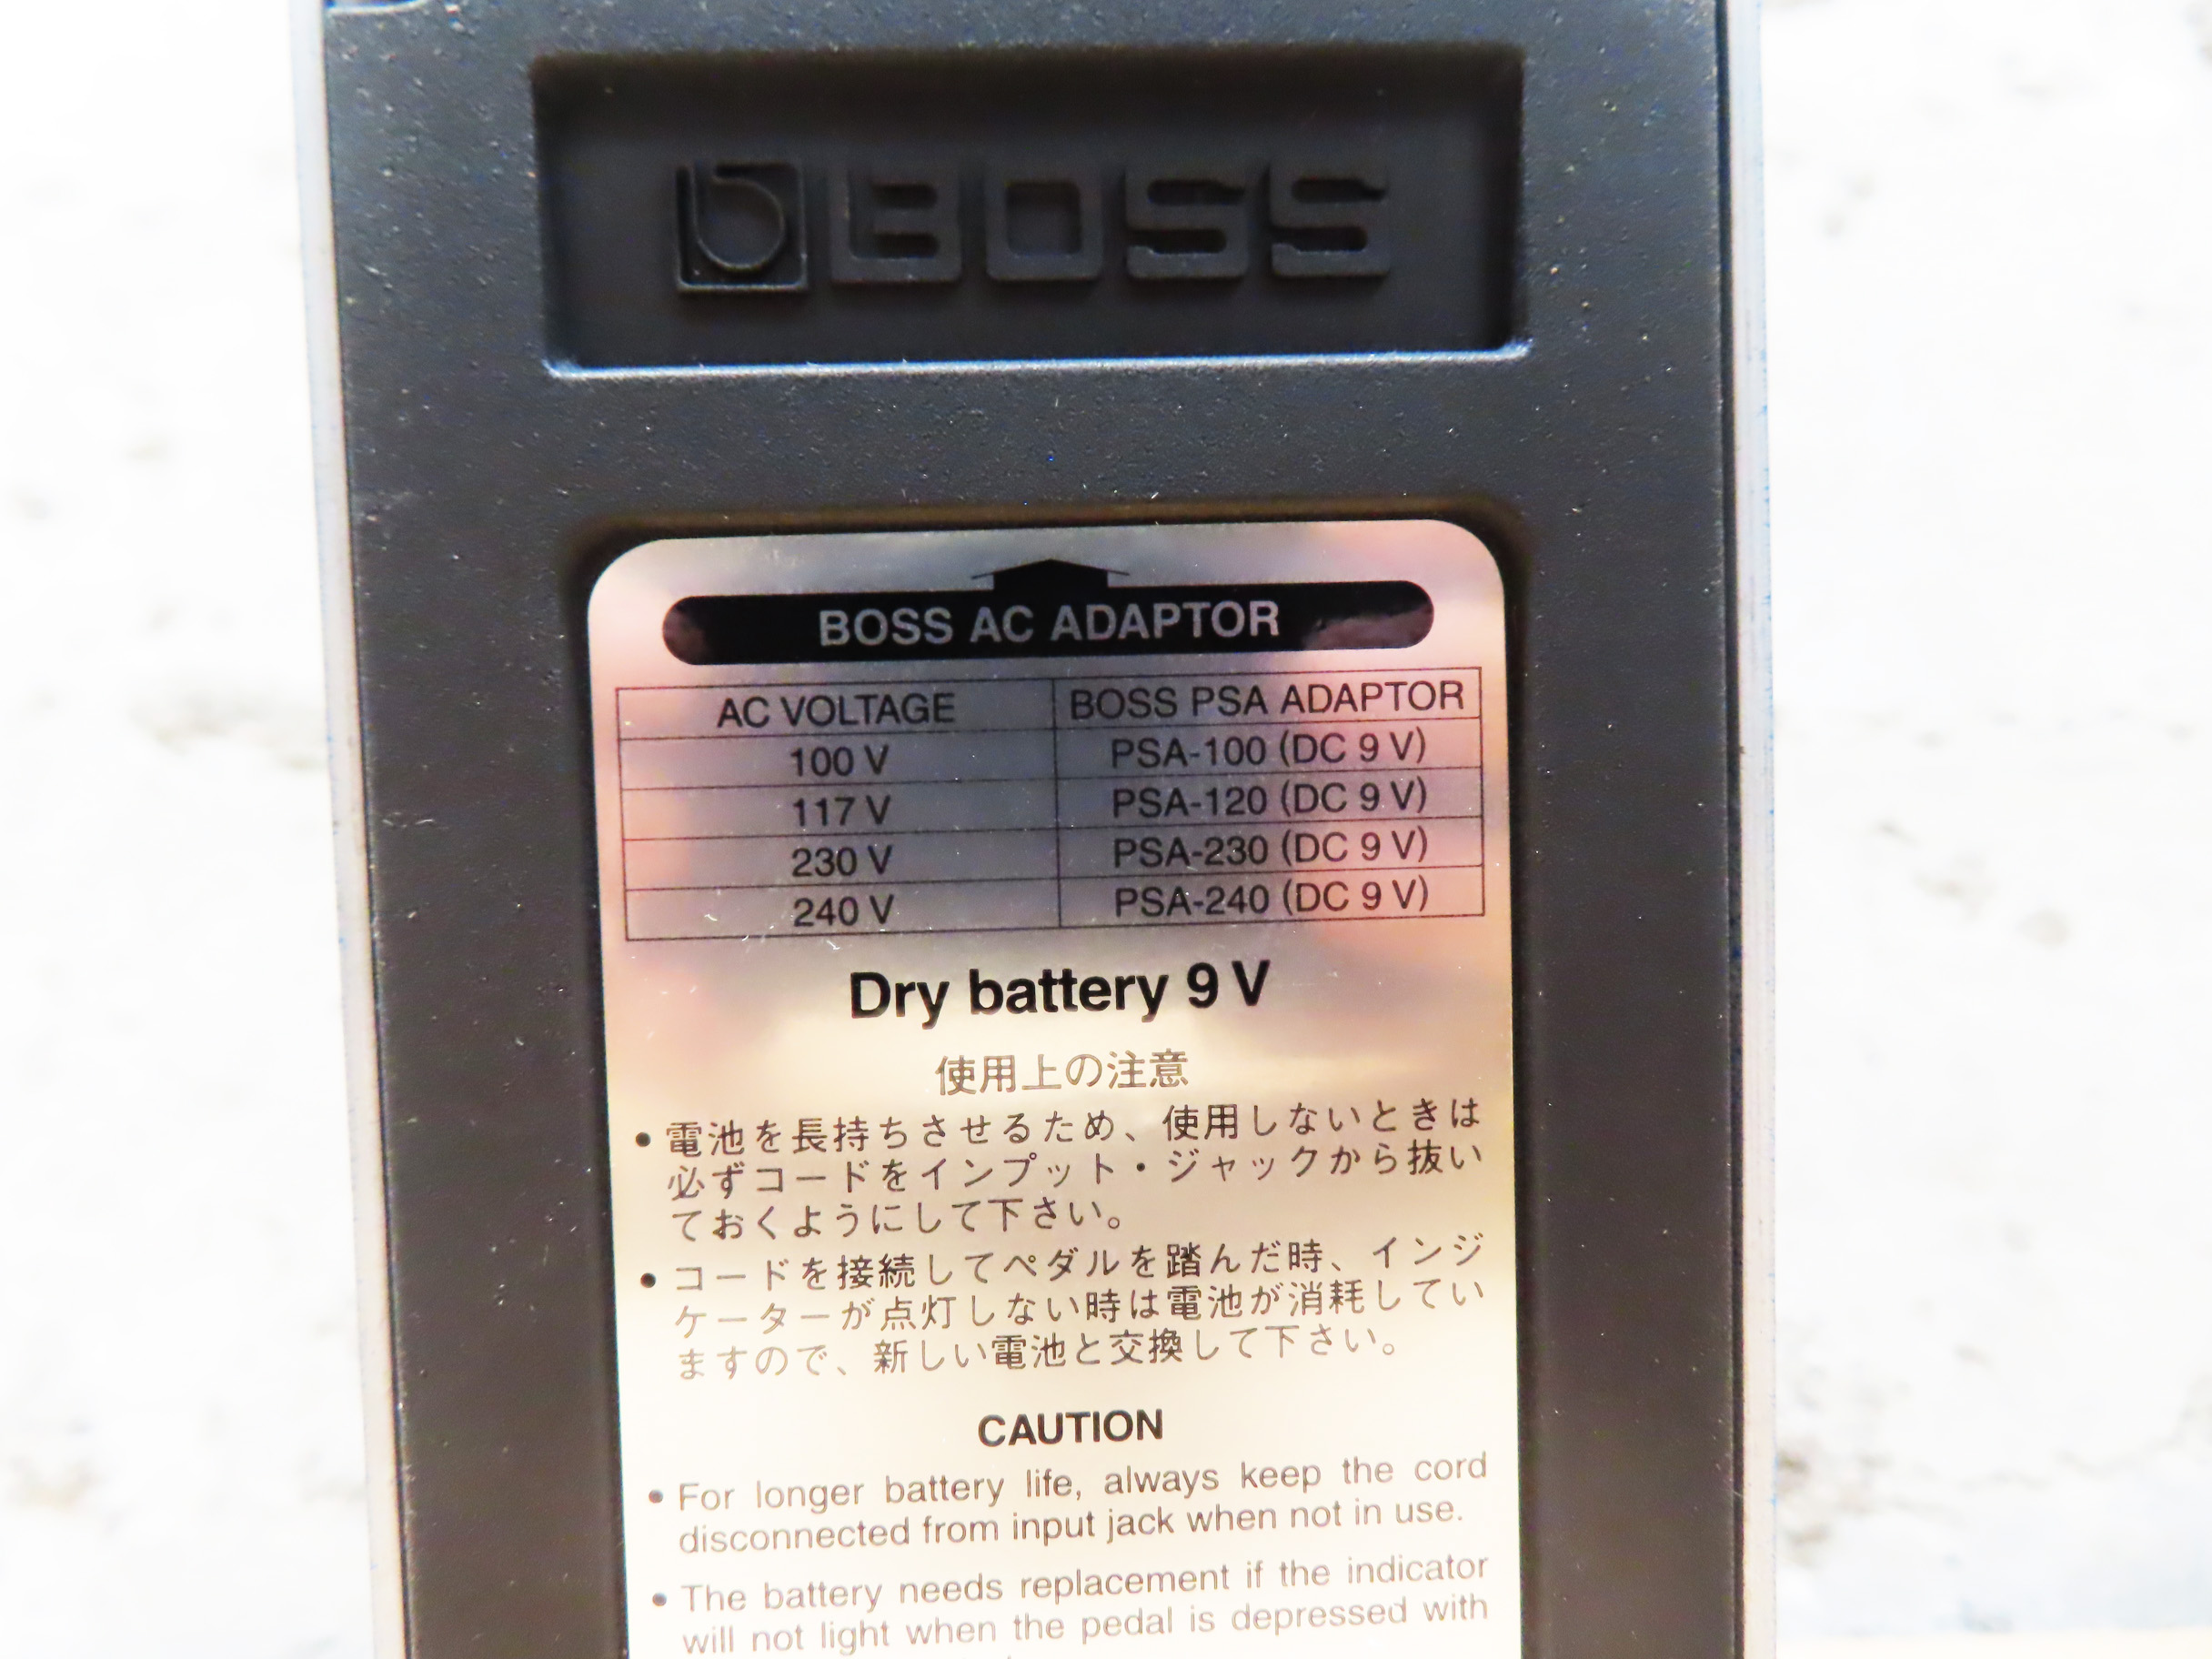 BOSS
BOSS AC ADAPTOR
AC VOLTAGE BOSS PSA ADAPTOR
100 V PSA-100 (DC 9 V)
117 V PSA-120 (DC 9 V)
230 V PSA-230 (DC 9 V)
240 V PSA-240 (DC 9 V)
Dry battery 9 V
使用上の注意
• 電池を長持ちさせるため、使用しないときは
必ずコードをインプット・ジャックから抜い
ておくようにして下さい。
• コードを接続してペダルを踏んだ時、インジ
ケーターが点灯しない時は電池が消耗してい
ますので、新しい電池と交換して下さい。
CAUTION
• For longer battery life, always keep the cord
disconnected from input jack when not in use.
• The battery needs replacement if the indicator
will not light when the pedal is depressed with